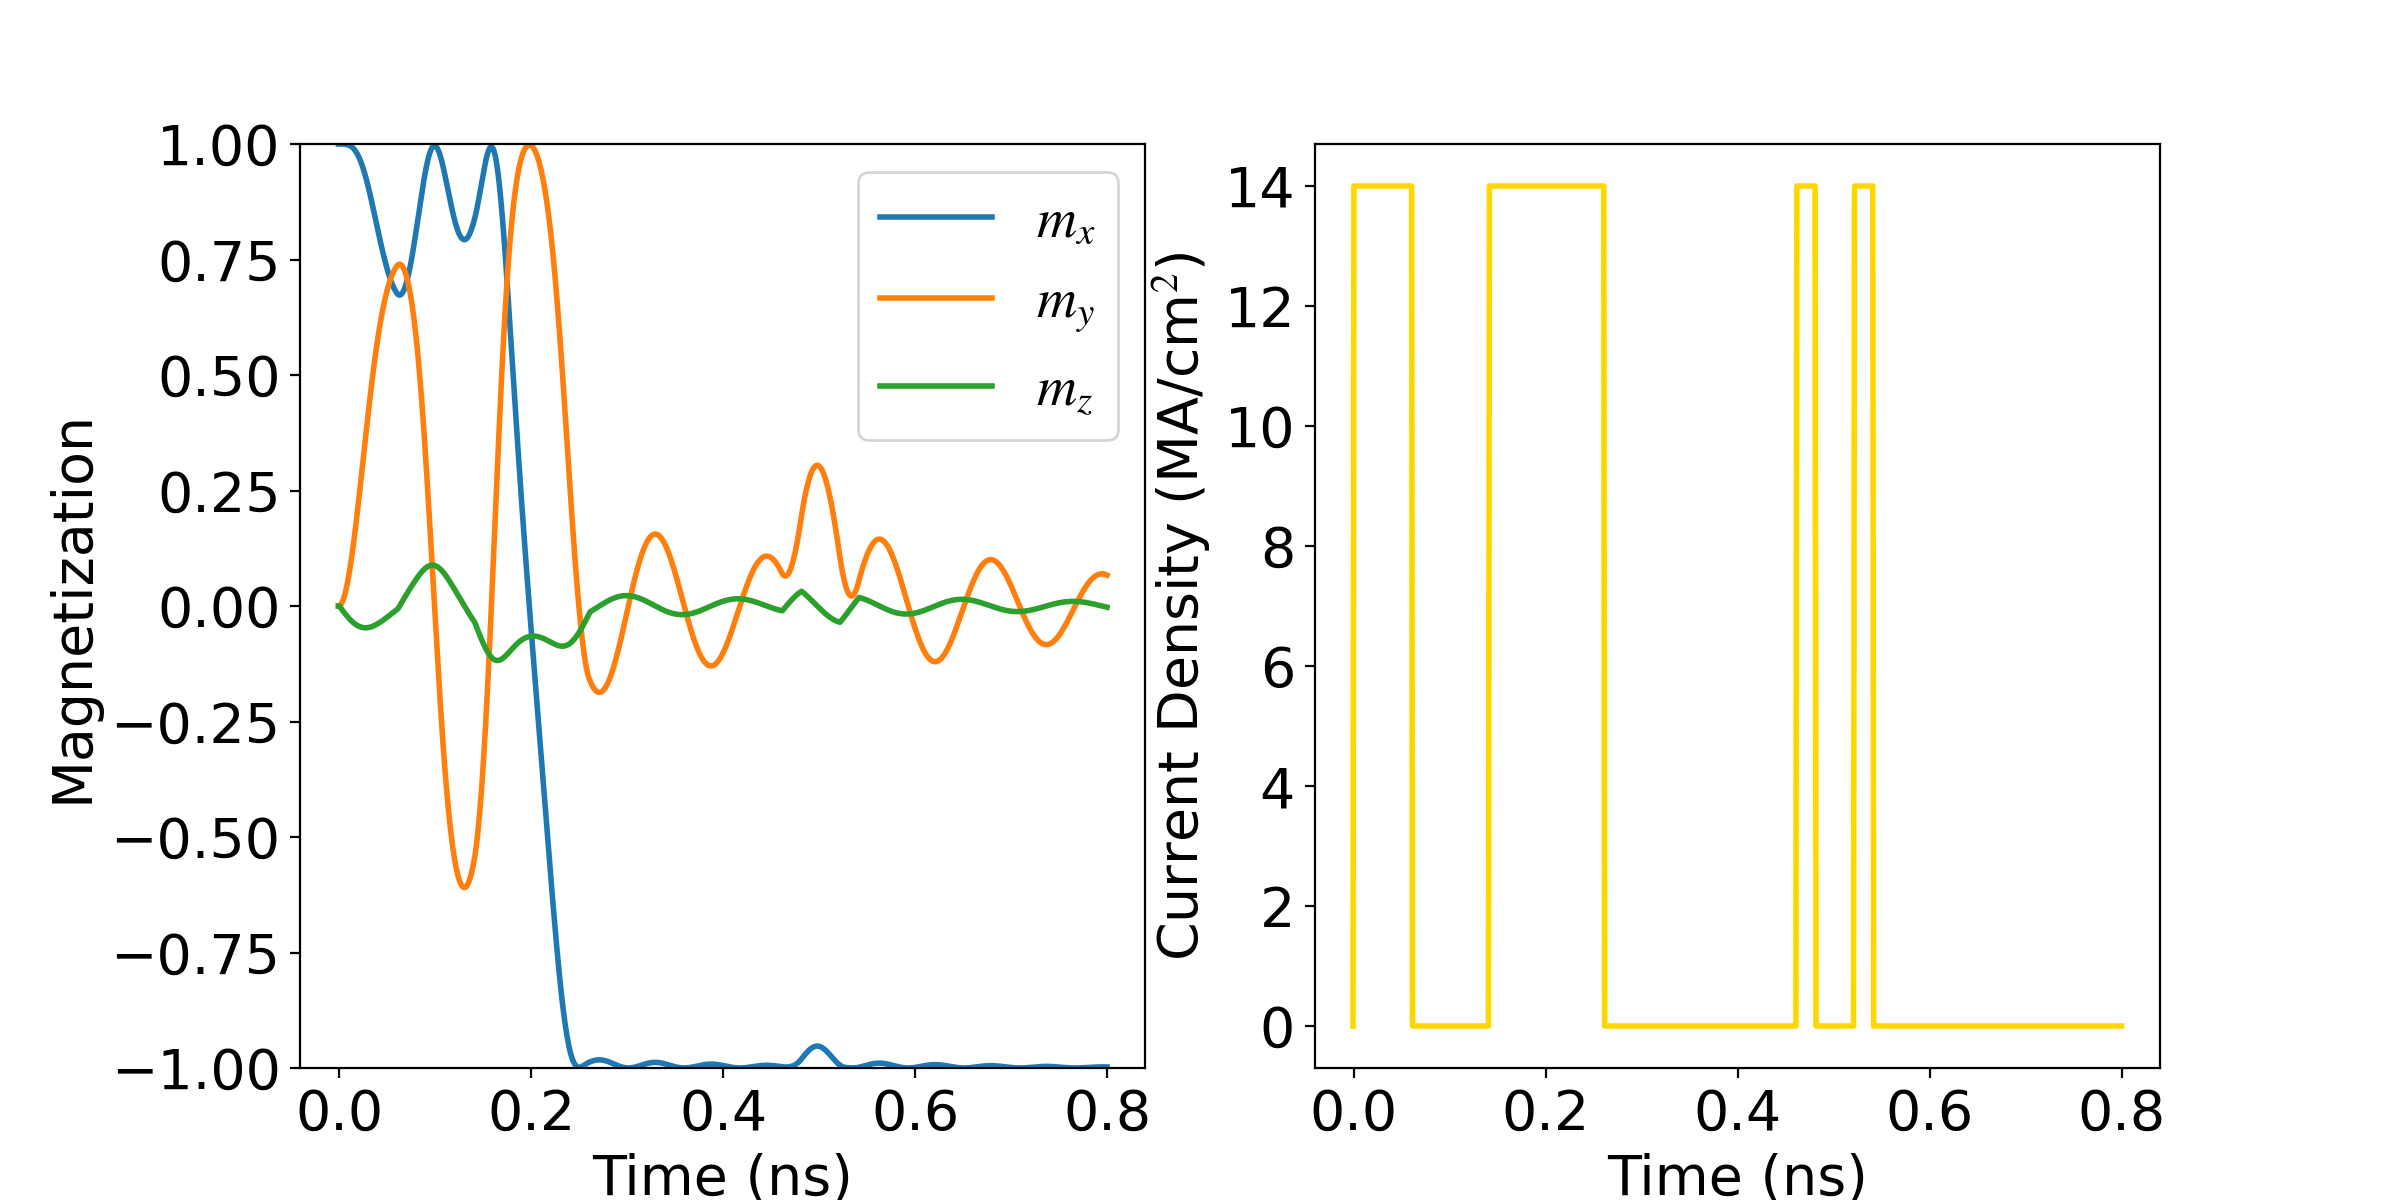 1.00
0.75
0.50
0.25
0.00
−0.25
−0.50
−0.75
−1.00
Magnetization
0.0 0.2 0.4 0.6 0.8
Time (ns)
m_x
m_y
m_z
14
12
10
8
6
4
2
0
Current Density (MA/cm²)
0.0 0.2 0.4 0.6 0.8
Time (ns)